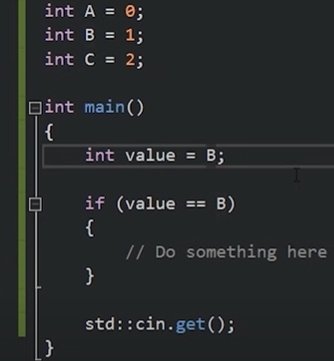 int A = 0;
int B = 1;
int C = 2;
int main()
{
int value = B;
if (value == B)
{
// Do something here
}
std::cin.get();
}